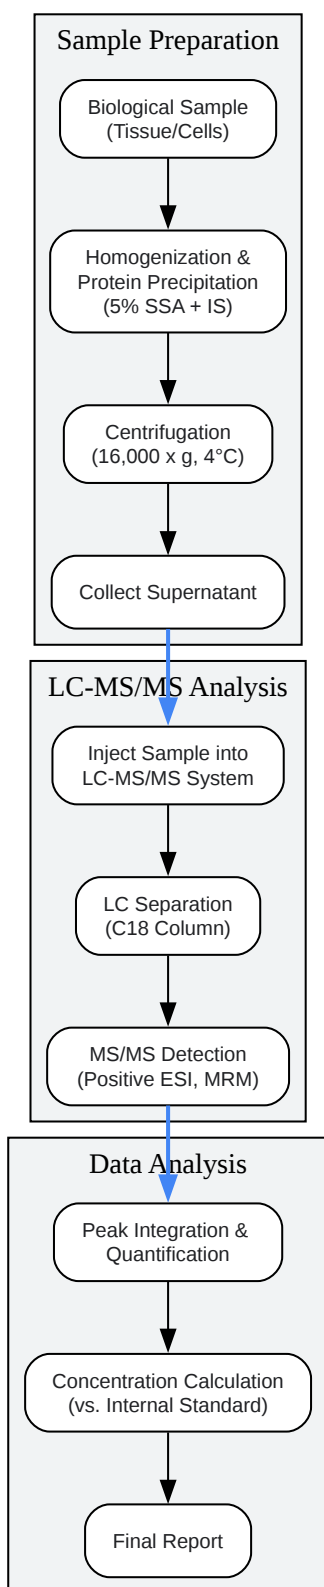 Sample Preparation
Biological Sample
(Tissue/Cells)
Homogenization &
Protein Precipitation
(5% SSA + IS)
Centrifugation
(16,000 x g, 4°C)
Collect Supernatant
LC-MS/MS Analysis
Inject Sample into
LC-MS/MS System
LC Separation
(C18 Column)
MS/MS Detection
(Positive ESI, MRM)
Data Analysis
Peak Integration &
Quantification
Concentration Calculation
(vs. Internal Standard)
Final Report